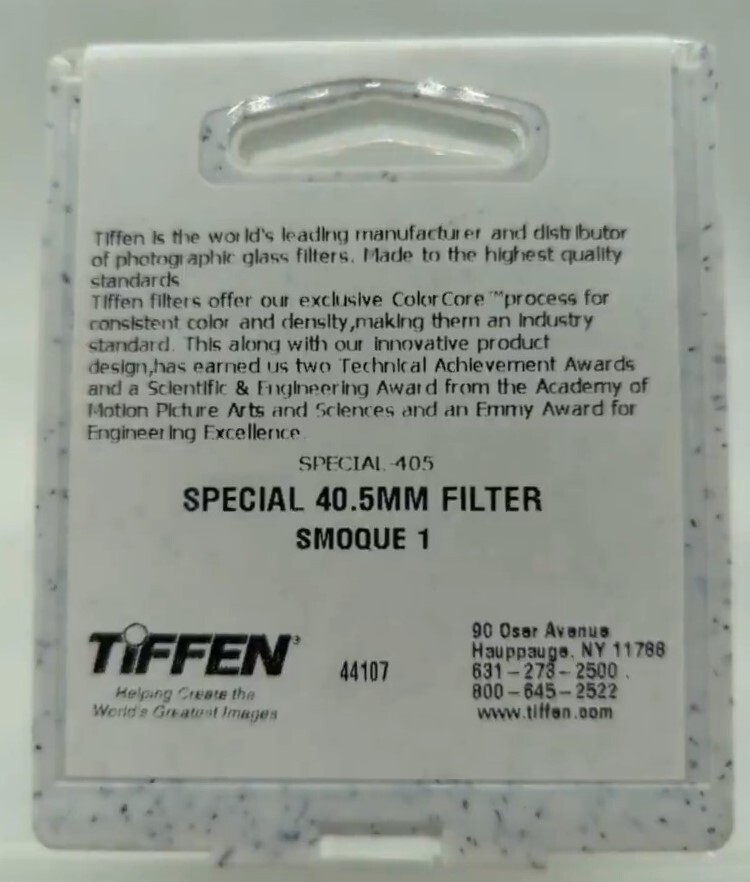 Tiffen is the world's leading manufacturer and distributor
of photographic glass filters. Made to the highest quality
standards
Tiffen filters offer our exclusive ColorCore™process for
consistent color and density,making them an industry
standard. This along with our innovative product
design,has earned us two Technical Achievement Awards
and a Scientific & Engineering Award from the Academy of
Motion Picture Arts and Sciences and an Emmy Award for
Engineering Excellence.
SPECIAL 405
SPECIAL 40.5MM FILTER
SMOQUE 1
TiFFEN®
Helping Create the
World's Greatest Images
44107
90 Oser Avenue
Hauppauge, NY 11788
631-273-2500
800-645-2522
www.tiffen.com